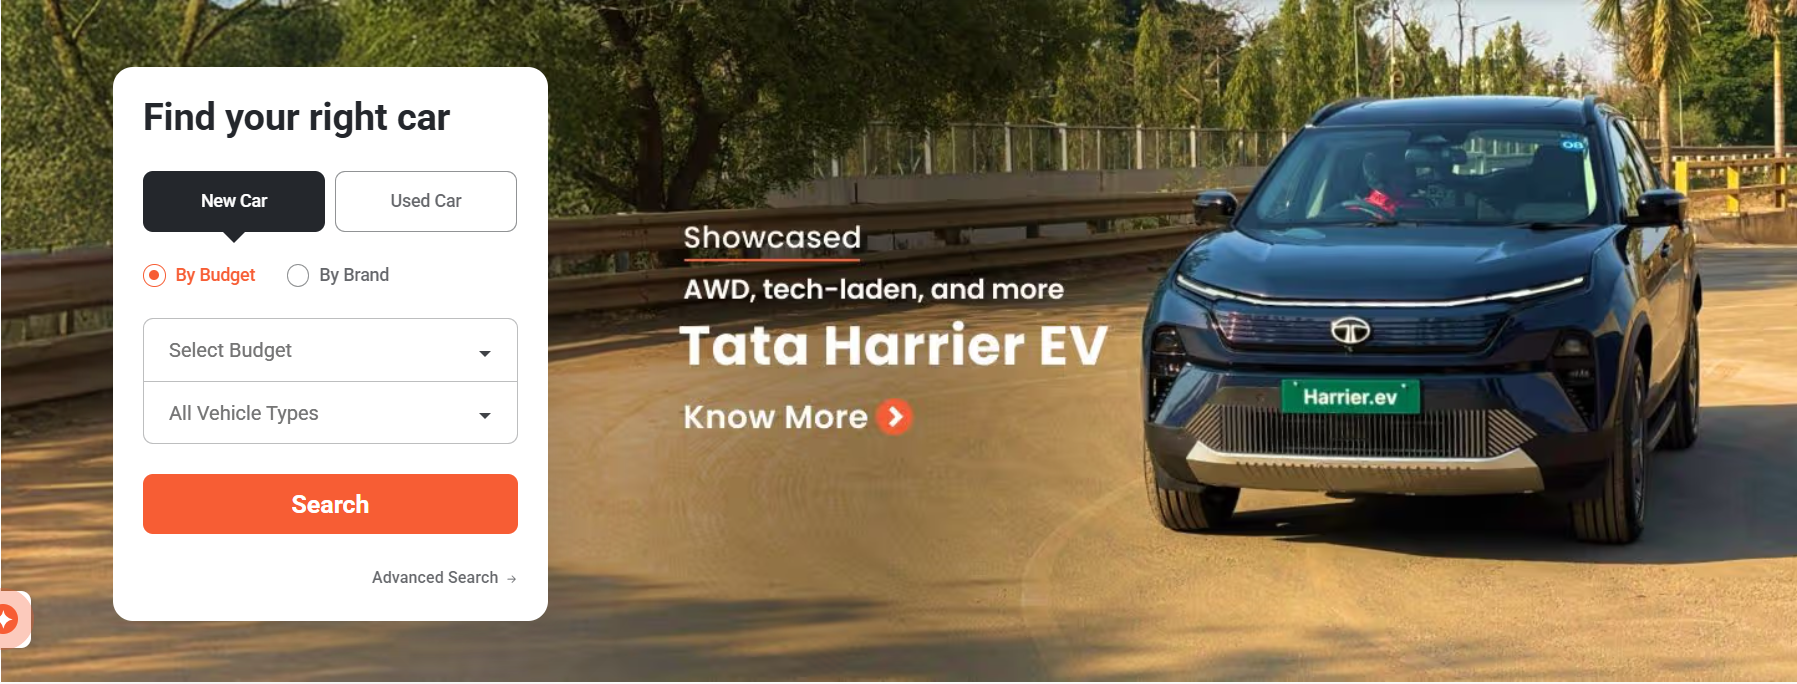 Find your right car
New Car
Used Car
By Budget
By Brand
Select Budget
All Vehicle Types
Search
Advanced Search →
Showcased
AWD, tech-laden, and more
Tata Harrier EV
Know More
08
Harrier.ev